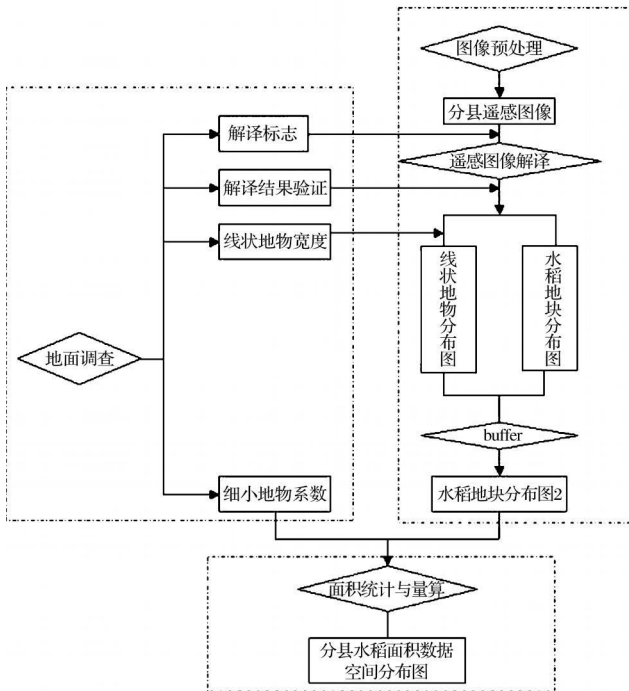 图像预处理
分县遥感图像
解译标志
遥感图像解译
解译结果验证
线状地物宽度
线状地物分布图
水稻地块分布图
地面调查
buffer
细小地物系数
水稻地块分布图2
面积统计与量算
分县水稻面积数据
空间分布图